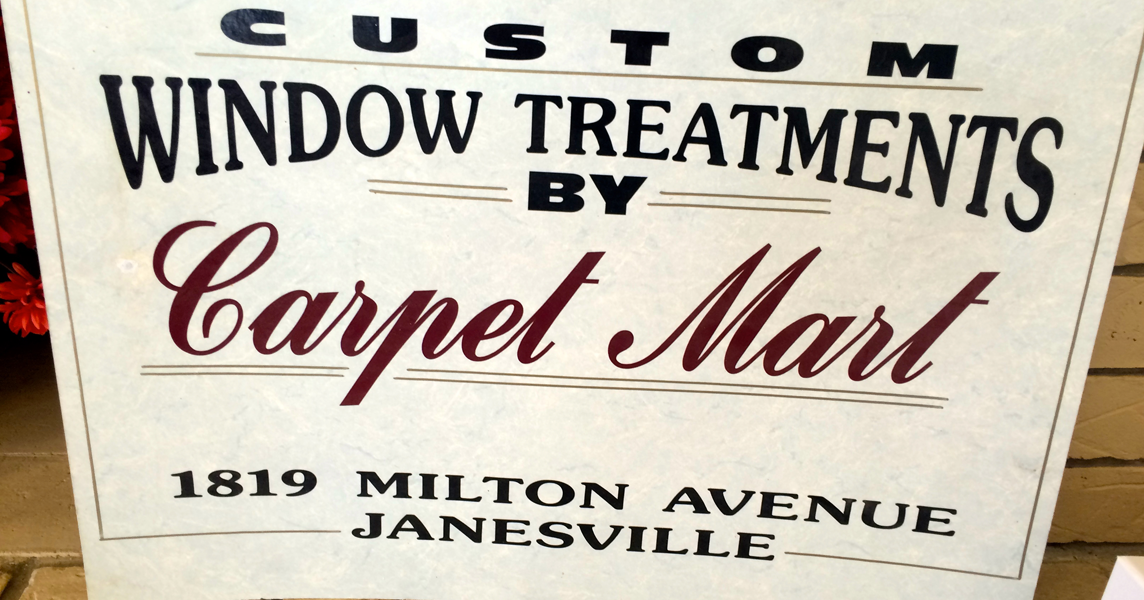 CUSTOM
WINDOW TREATMENTS
BY
Carpet Mart
1819 MILTON AVENUE
JANESVILLE